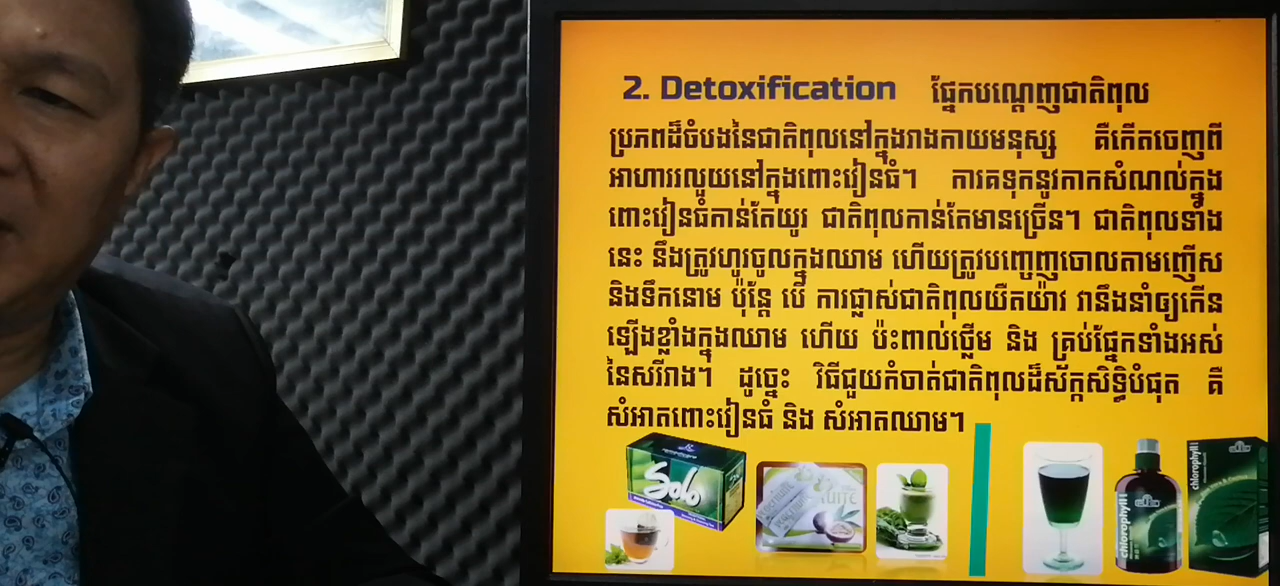 2. Detoxification ផ្នែកបណ្តេញជាតិពុល
ប្រភពដ៏ចំបងនៃជាតិពុលនៅក្នុងរាងកាយមនុស្ស គឺកើតចេញពី
អាហាររលួយនៅក្នុងពោះវៀនធំ។ ការគទុកនូវកាកសំណល់ក្នុង
ពោះវៀនធំកាន់តែយូរ ជាតិពុលកាន់តែមានច្រើន។ ជាតិពុលទាំង
នេះ នឹងត្រូវហូរចូលក្នុងឈាម ហើយត្រូវបញ្ចេញចោលតាមញើស
និងទឹកនោម ប៉ុន្តែ បើ ការផ្លាស់ជាតិពុលយឺតយ៉ាវ វានឹងនាំឲ្យកើន
ឡើងខ្លាំងក្នុងឈាម ហើយ ប៉ះពាល់ថ្លើម និង គ្រប់ផ្នែកទាំងអស់
នៃសរីរាង។ ដូច្នេះ វិធីជួយកំចាត់ជាតិពុលដ៏ស័ក្កសិទ្ធិបំផុត គឺ
សំអាតពោះវៀនធំ និង សំអាតឈាម។
Solo
chlorophyll
chlorophyll